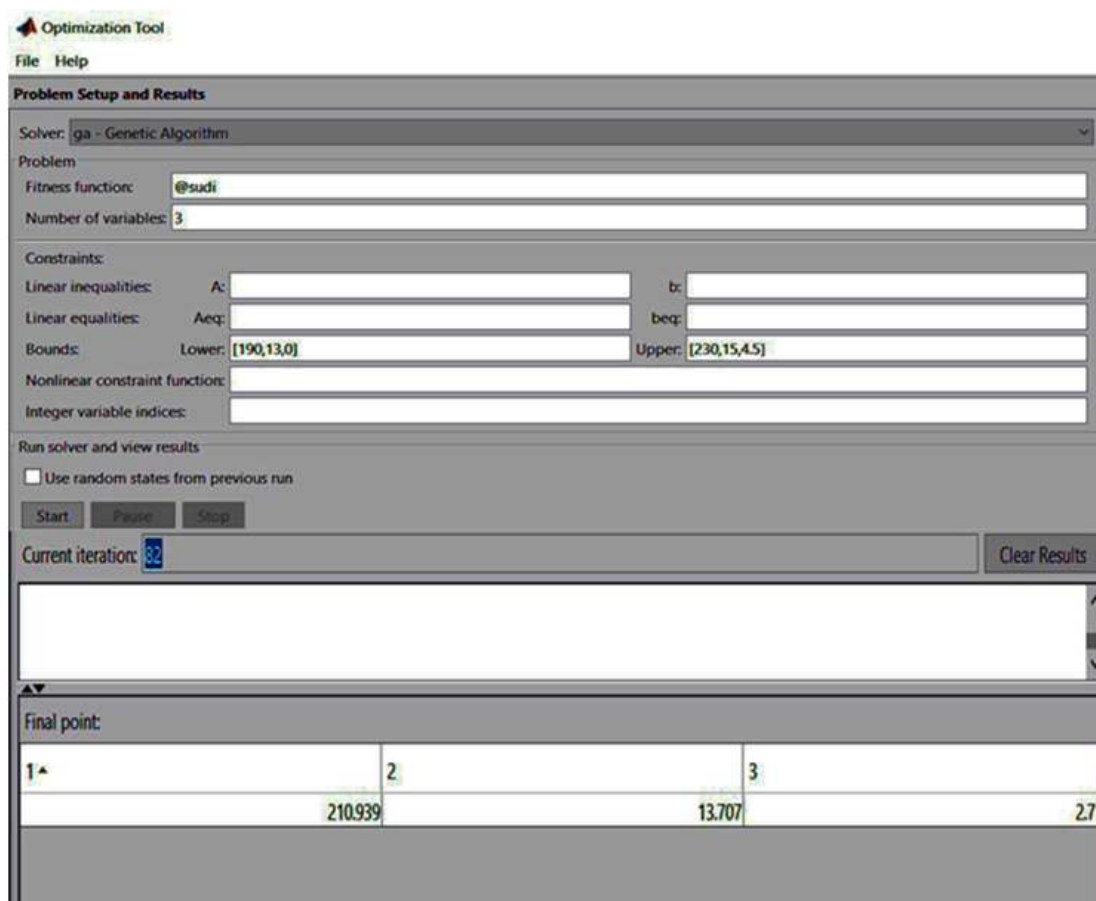 Optimization Tool
File Help
Problem Setup and Results
Solver: ga - Genetic Algorithm
Problem
Fitness function: @sudi
Number of variables: 3
Constraints:
Linear inequalities: A: b:
Linear equalities: Aeq: beq:
Bounds: Lower: [190,13,0] Upper: [230,15,4.5]
Nonlinear constraint function:
Integer variable indices:
Run solver and view results
Use random states from previous run
Start Pause Stop
Current iteration: 82 Clear Results
Final point:
1 2 3
210.939 13.707 2.7